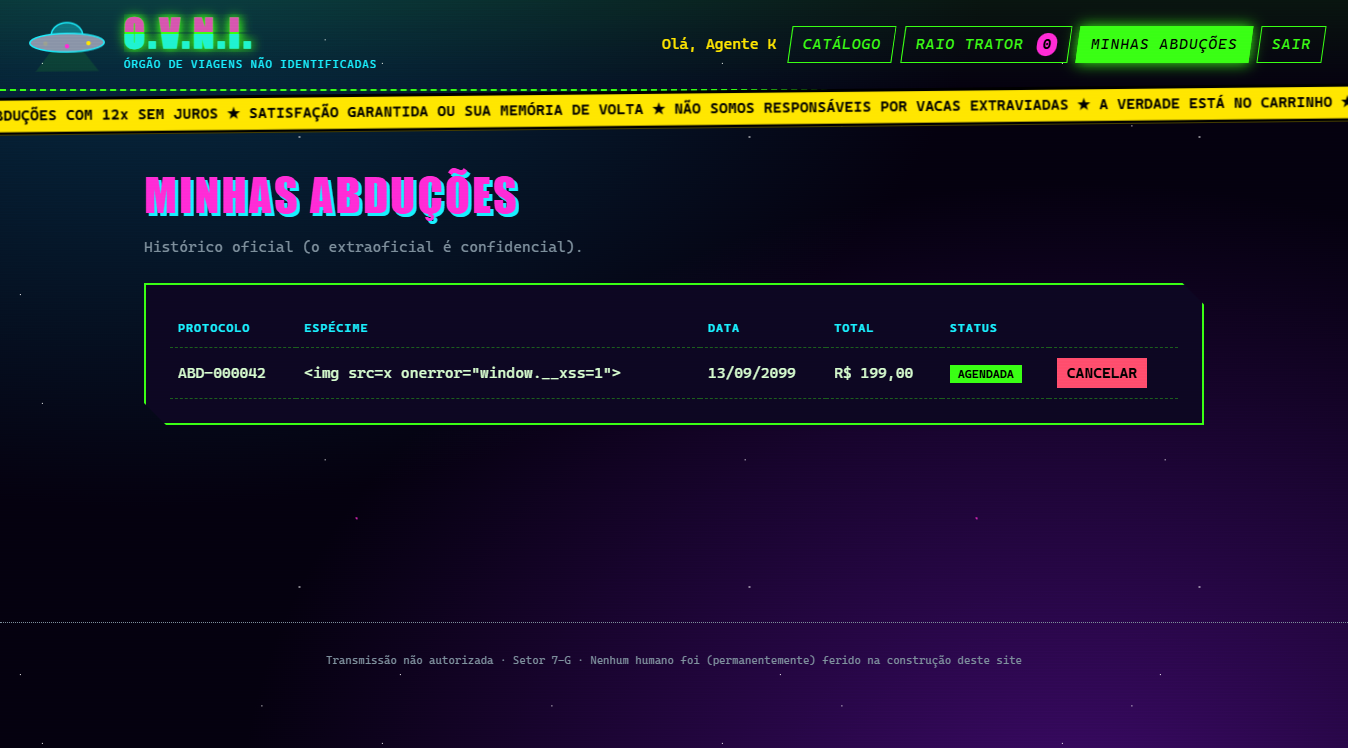 O.V.N.I.
ÓRGÃO DE VIAGENS NÃO IDENTIFICADAS
Olá, Agente K
CATÁLOGO
RAIO TRATOR 0
MINHAS ABDUÇÕES
SAIR
COM 12x SEM JUROS ★ SATISFAÇÃO GARANTIDA OU SUA MEMÓRIA DE VOLTA ★ NÃO SOMOS RESPONSÁVEIS POR VACAS EXTRAVIADAS ★ A VERDADE ESTÁ NO CARRINHO ★
MINHAS ABDUÇÕES
Histórico oficial (o extraoficial é confidencial).
PROTOCOLO ESPÉCIME DATA TOTAL STATUS
ABD-000042 <img src=x onerror="window.__xss=1"> 13/09/2099 R$ 199,00 AGENDADA CANCELAR
Transmissão não autorizada · Setor 7-G · Nenhum humano foi (permanentemente) ferido na construção deste site